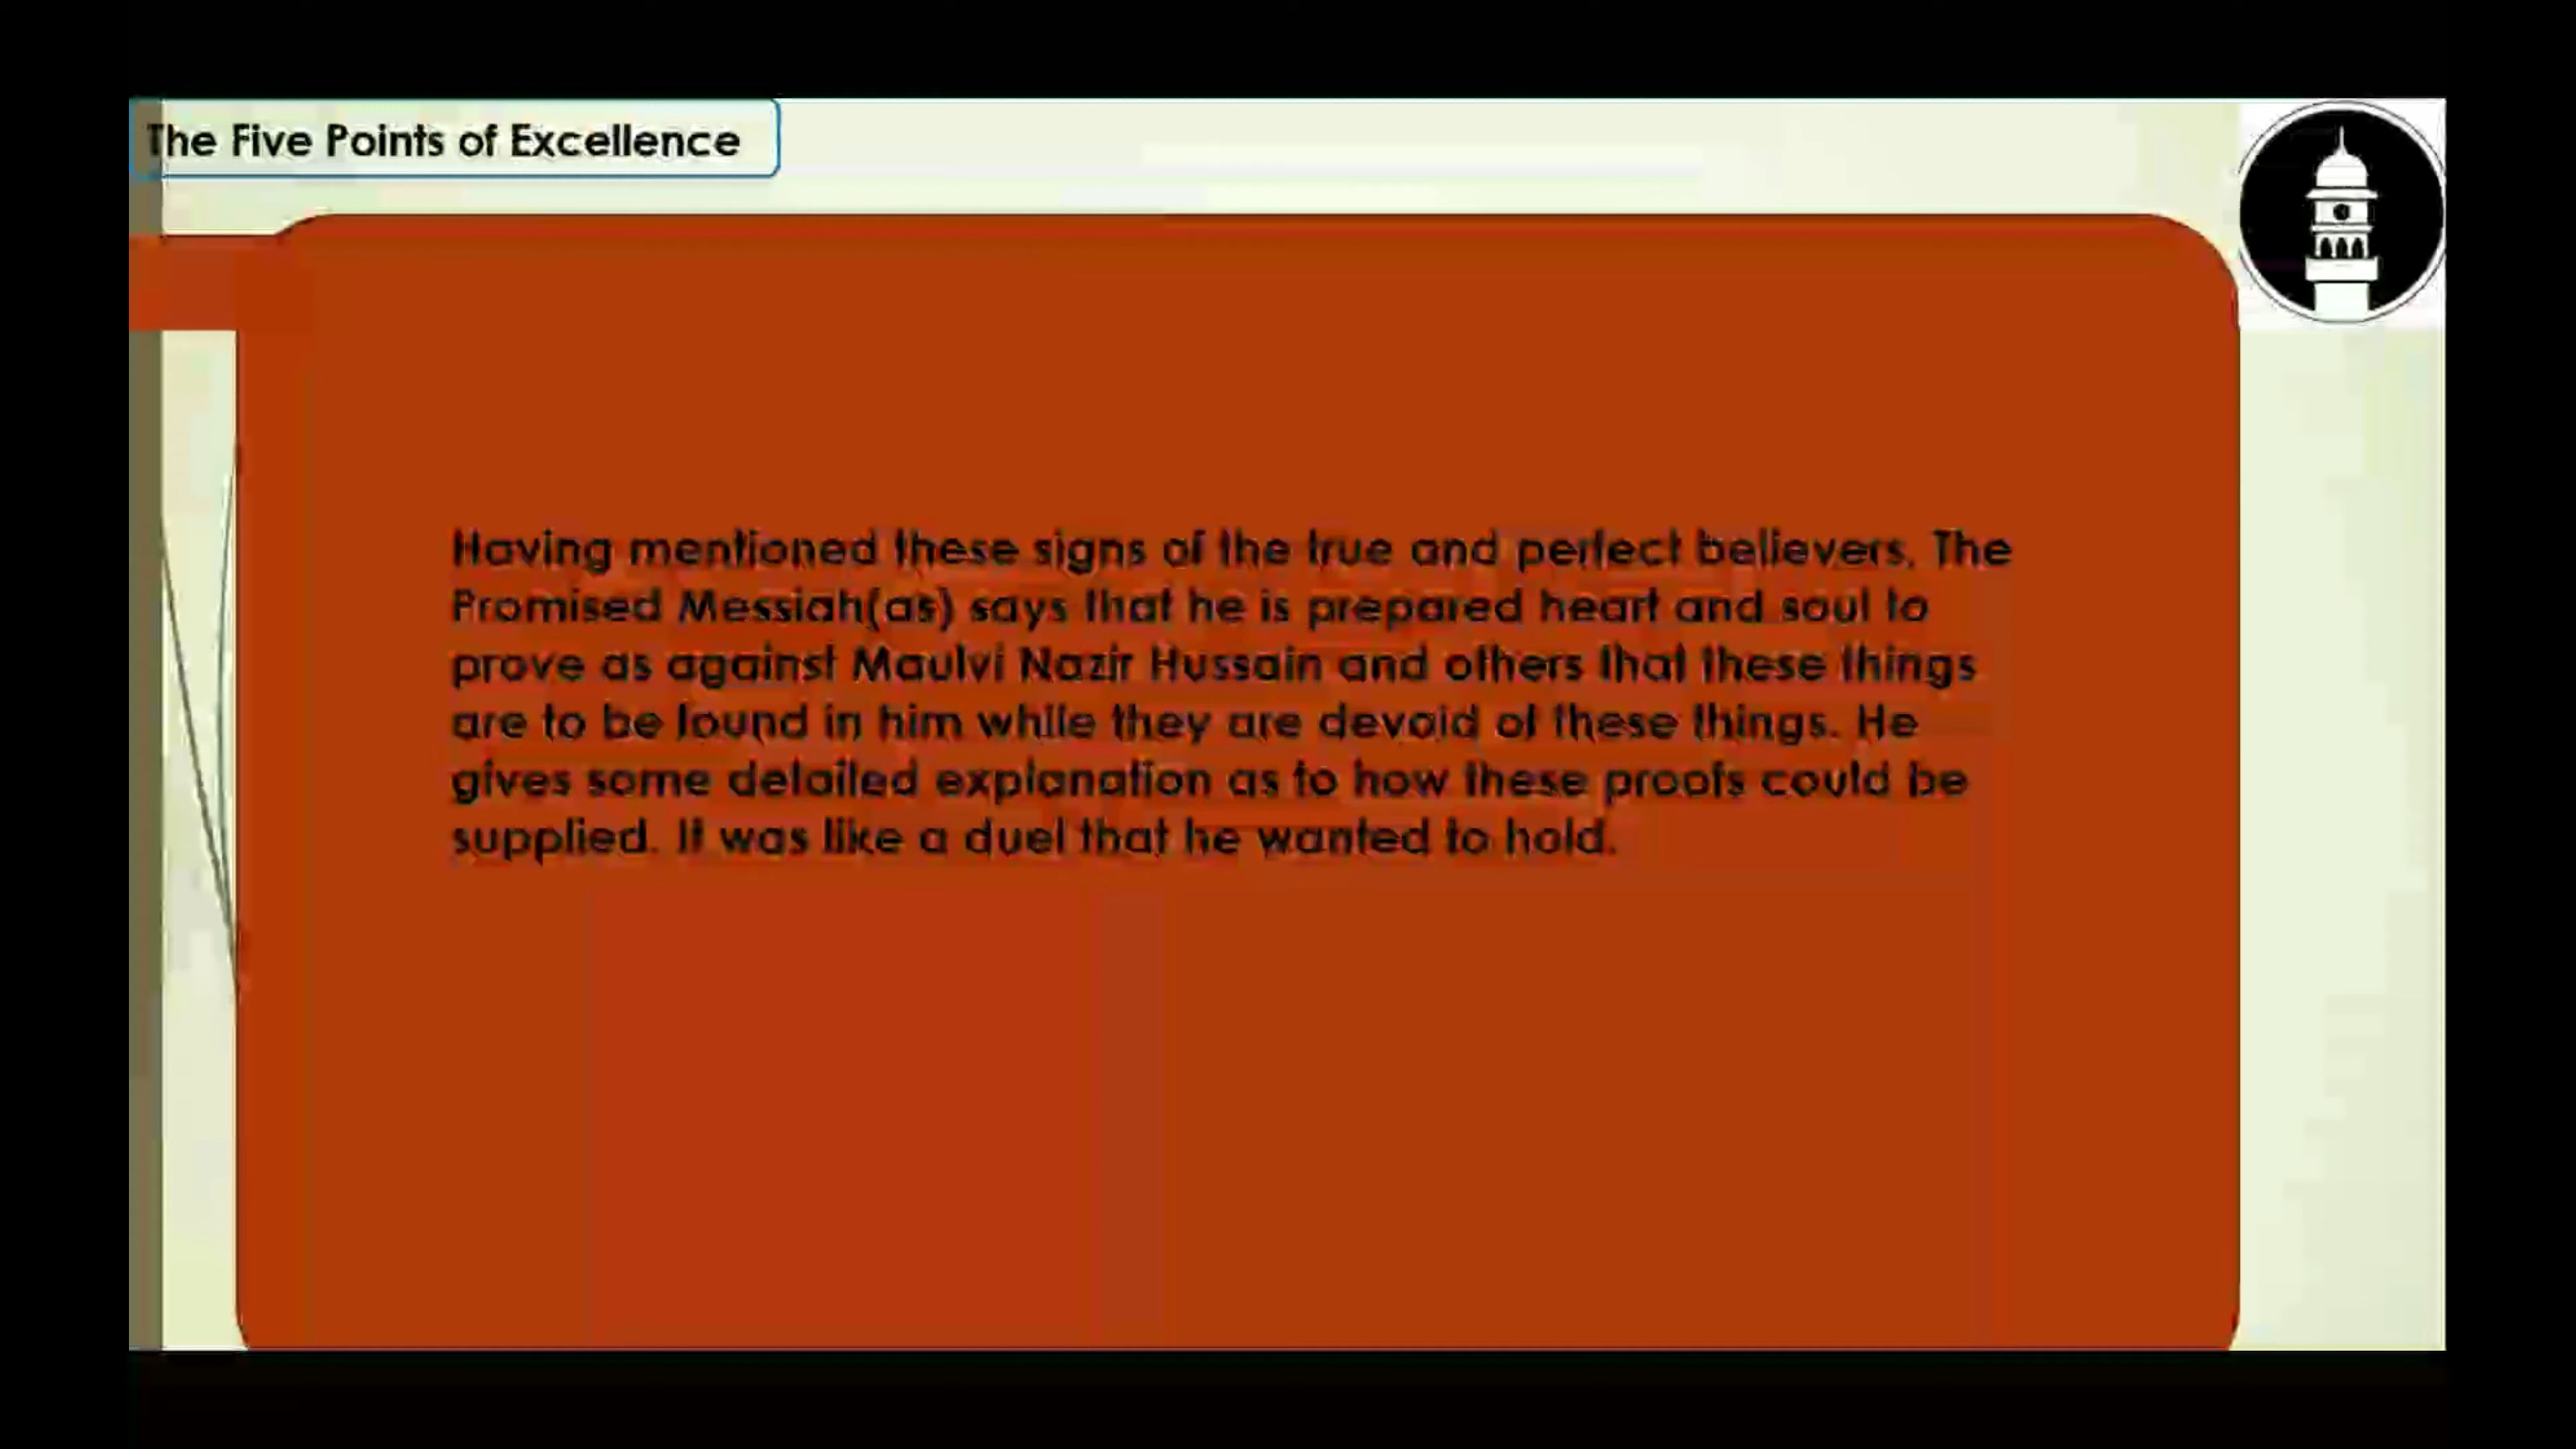 The Five Points of Excellence
Having mentioned these signs of the true and perfect believers. The
Promised Messiah(as) says that he is prepared heart and soul to
prove as against Maulvi Nazir Hussain and others that these things
are to be found in him while they are devoid of these things. He
gives some detailed explanation as to how these proofs could be
supplied. It was like a duel that he wanted to hold.